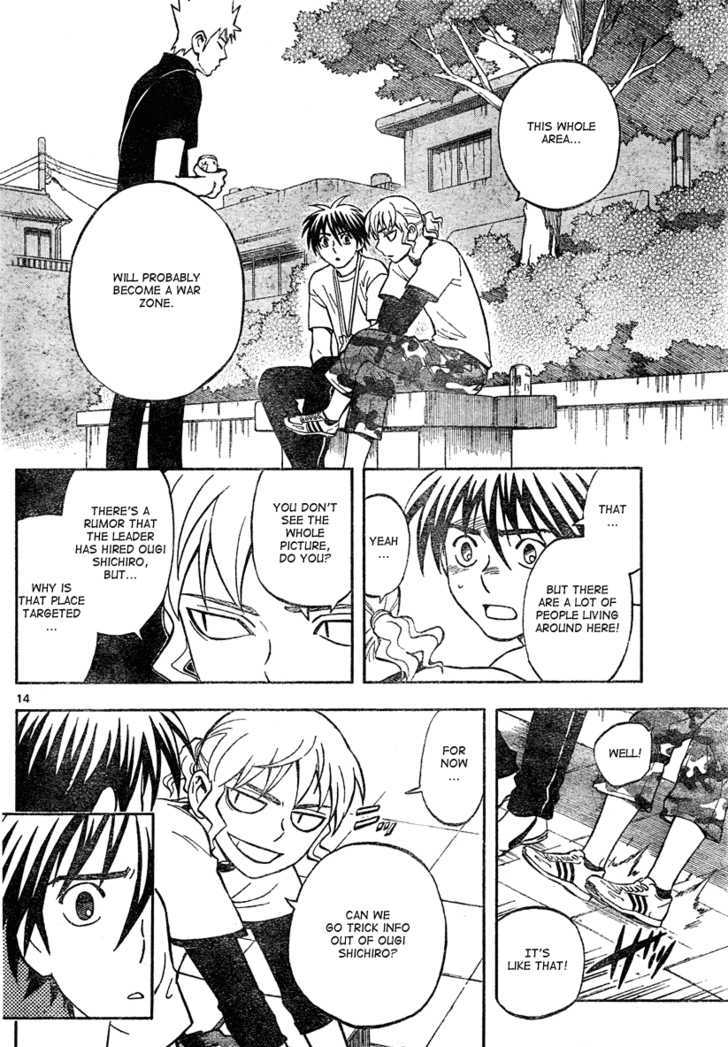 THIS WHOLE
AREA...
WILL PROBABLY
BECOME A WAR
ZONE.
THAT
...
BUT THERE
ARE A LOT OF
PEOPLE LIVING
AROUND HERE!
YEAH
...
YOU DON'T
SEE THE
WHOLE
PICTURE,
DO YOU?
THERE'S A
RUMOR THAT
THE LEADER
HAS HIRED OUGI
SHICHIRO,
BUT...
WHY IS
THAT PLACE
TARGETED
...
14
WELL!
IT'S
LIKE THAT!
FOR
NOW
...
CAN WE
GO TRICK INFO
OUT OF OUGI
SHICHIRO?